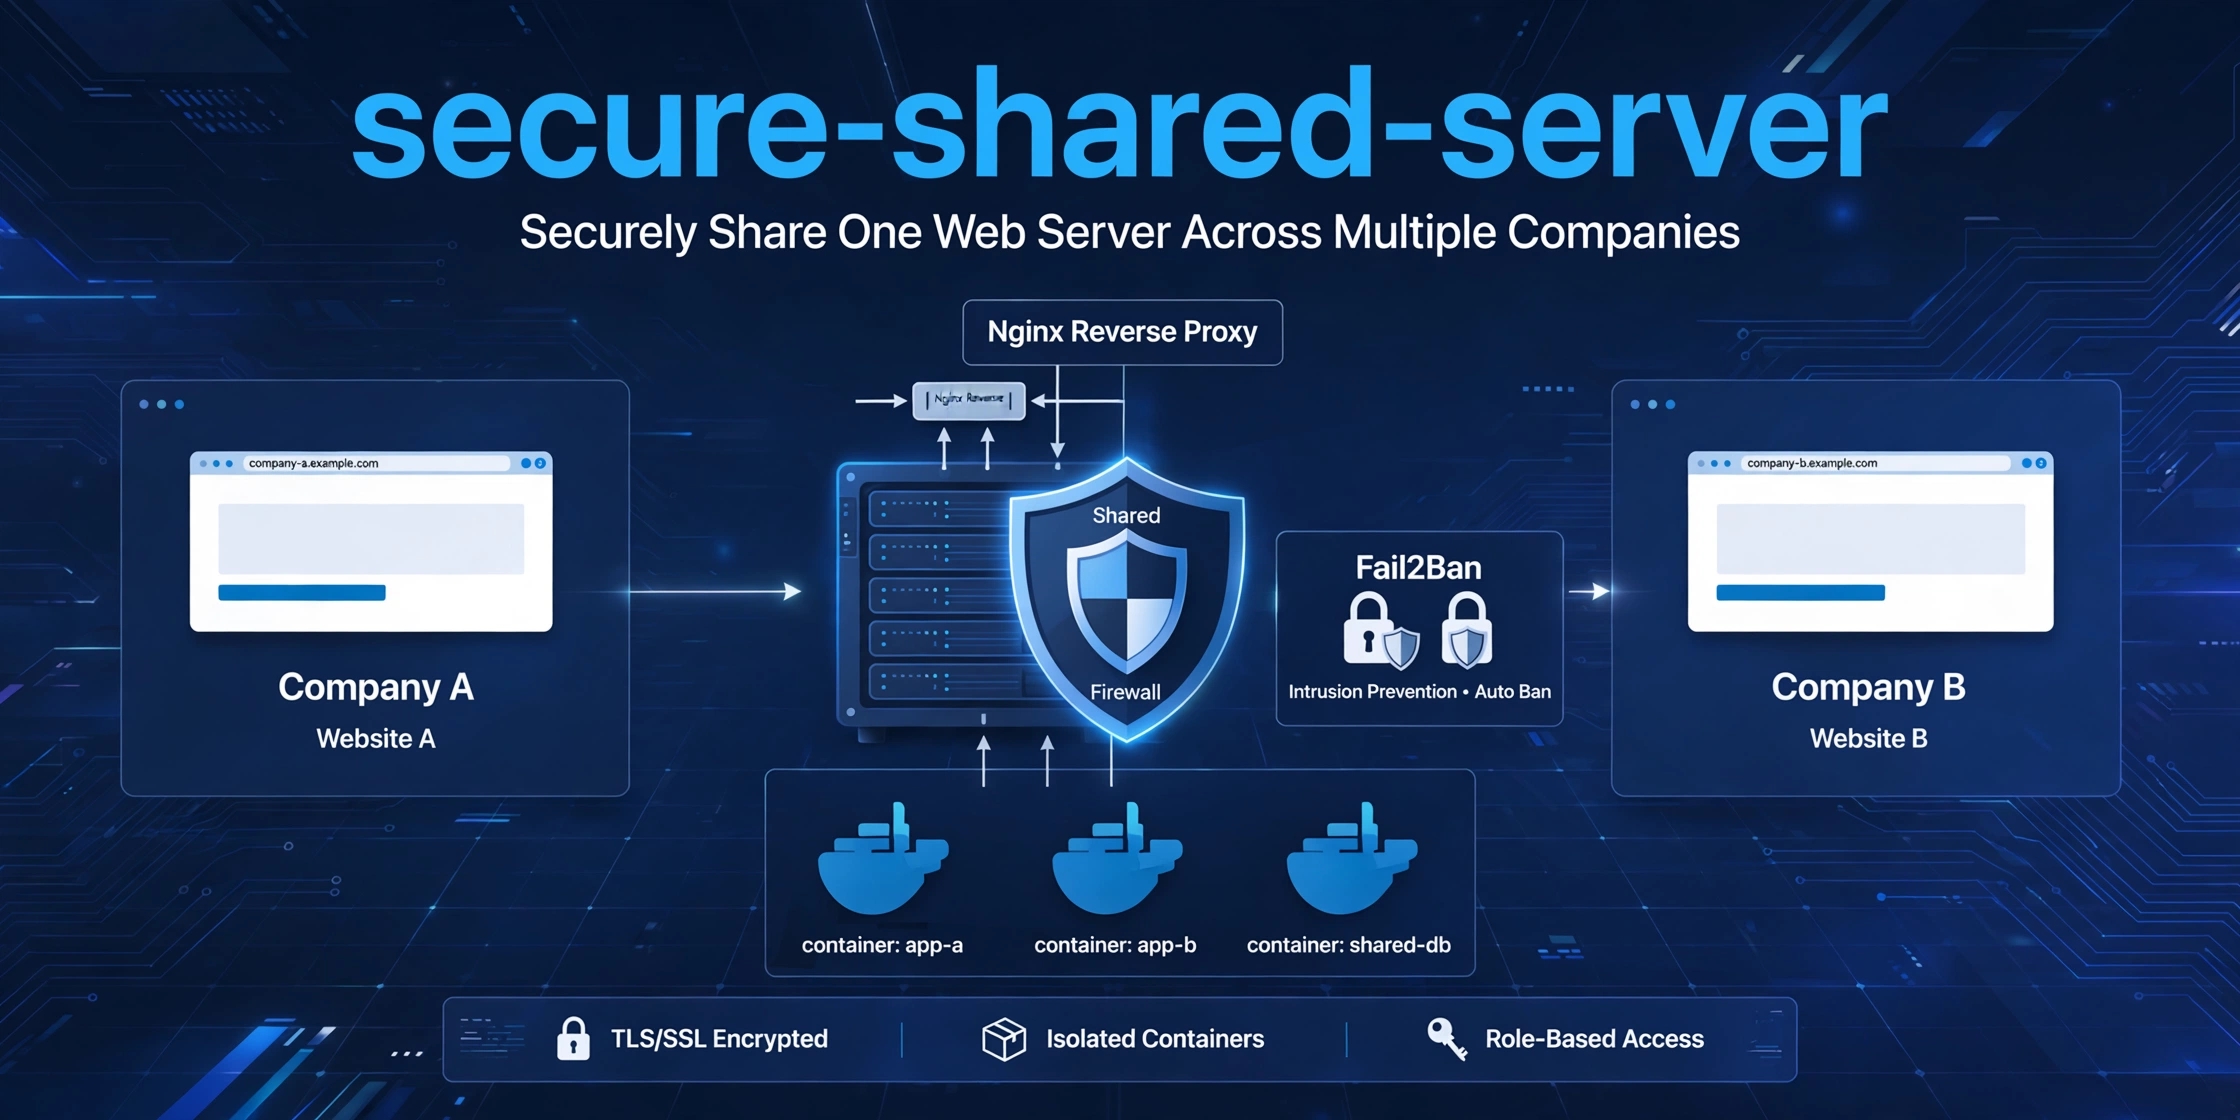 secure-shared-server
Securely Share One Web Server Across Multiple Companies
Nginx Reverse Proxy
company-a.example.com
Company A
Website A
Shared
Firewall
Fail2Ban
Intrusion Prevention • Auto Ban
company-b.example.com
Company B
Website B
container: app-a
container: app-b
container: shared-db
TLS/SSL Encrypted
Isolated Containers
Role-Based Access